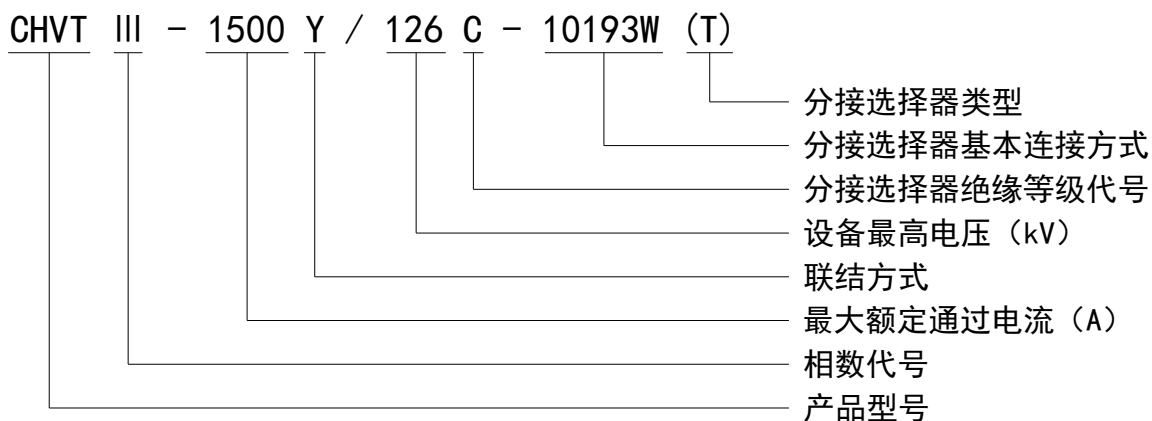 CHVT Ⅲ - 1500 Y / 126 C - 10193W (T)
分接选择器类型
分接选择器基本连接方式
分接选择器绝缘等级代号
设备最高电压（kV）
联结方式
最大额定通过电流（A）
相数代号
产品型号